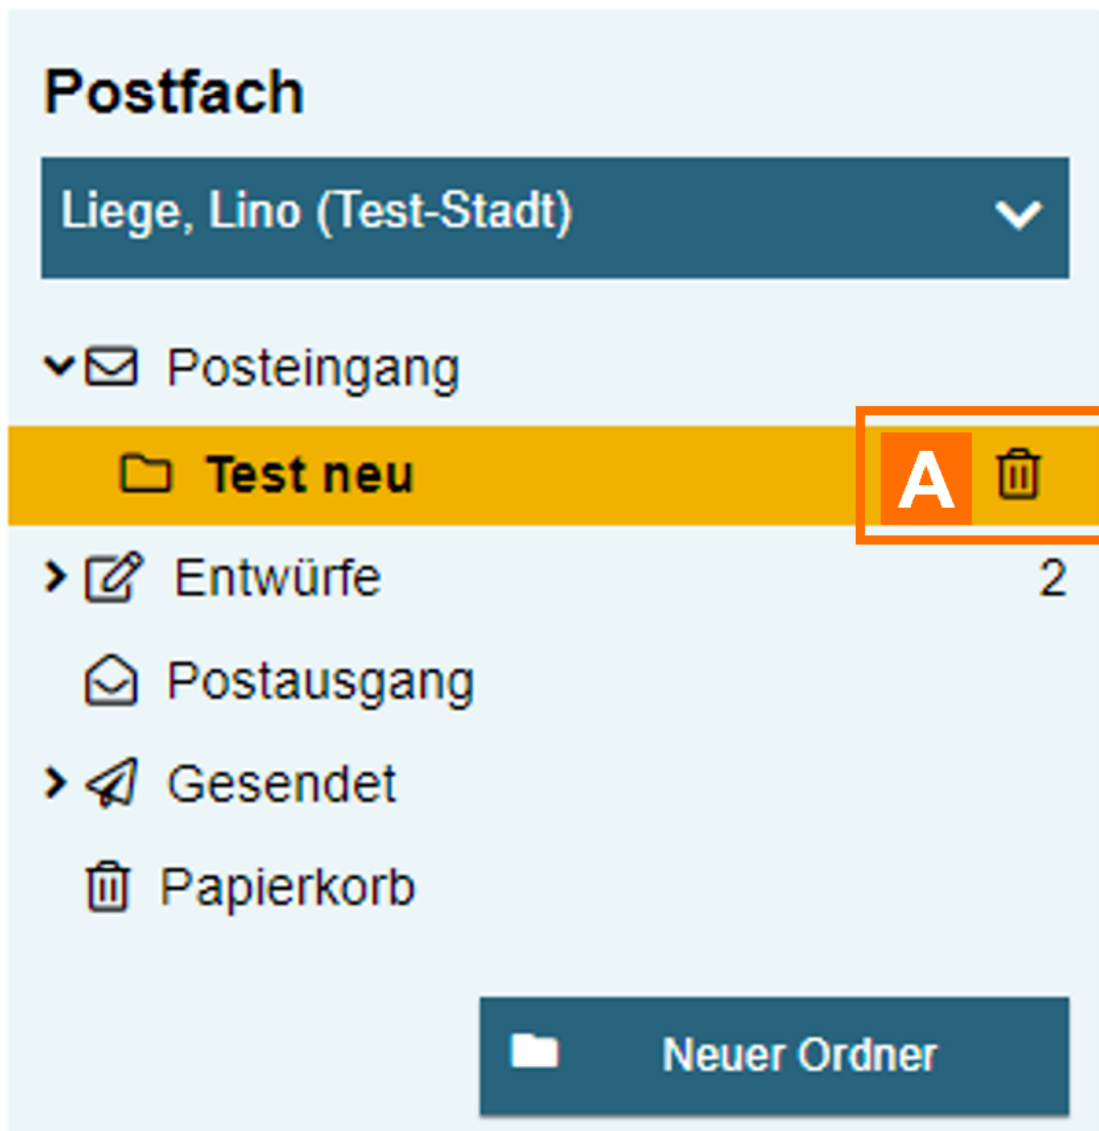 Postfach
Liege, Lino (Test-Stadt)
Posteingang
Test neu A
Entwürfe 2
Postausgang
Gesendet
Papierkorb
Neuer Ordner